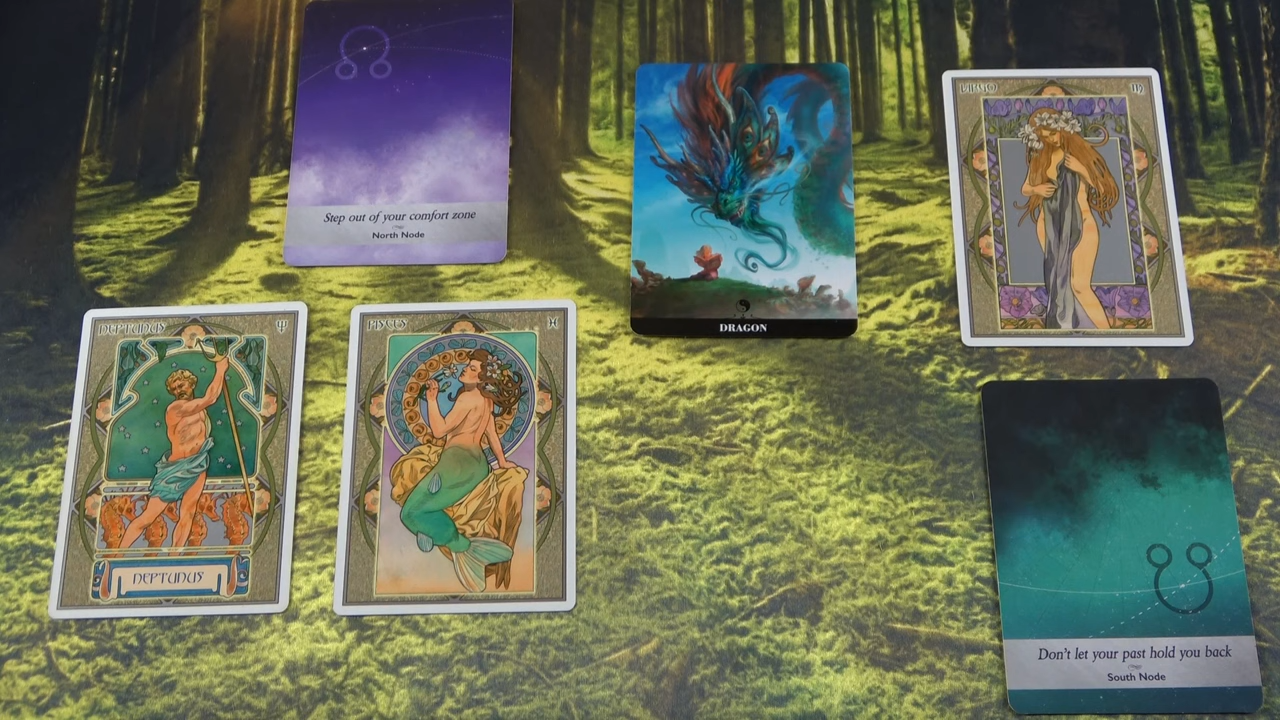 Step out of your comfort zone
North Node
DRAGON
VIRGO
NEPTUNUS
NEPTUNUS
PISCES
Don't let your past hold you back
South Node